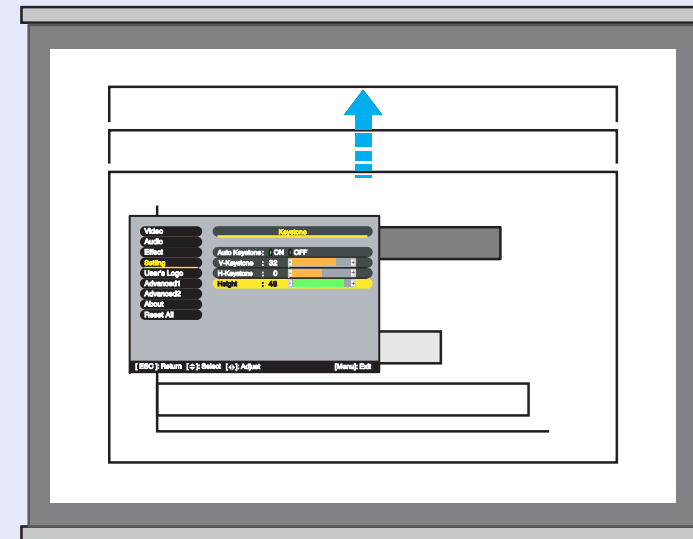 Video
Audio
Effect
Setting
User's Logo
Advanced1
Advanced2
About
Reset All
Keystone
Auto Keystone : ON OFF
V-Keystone : 32 - +
H-Keystone : 0 - +
Height : 48 - +
[ ESC ]: Return [ ]: Select [ ]: Adjust [Menu]: Exit